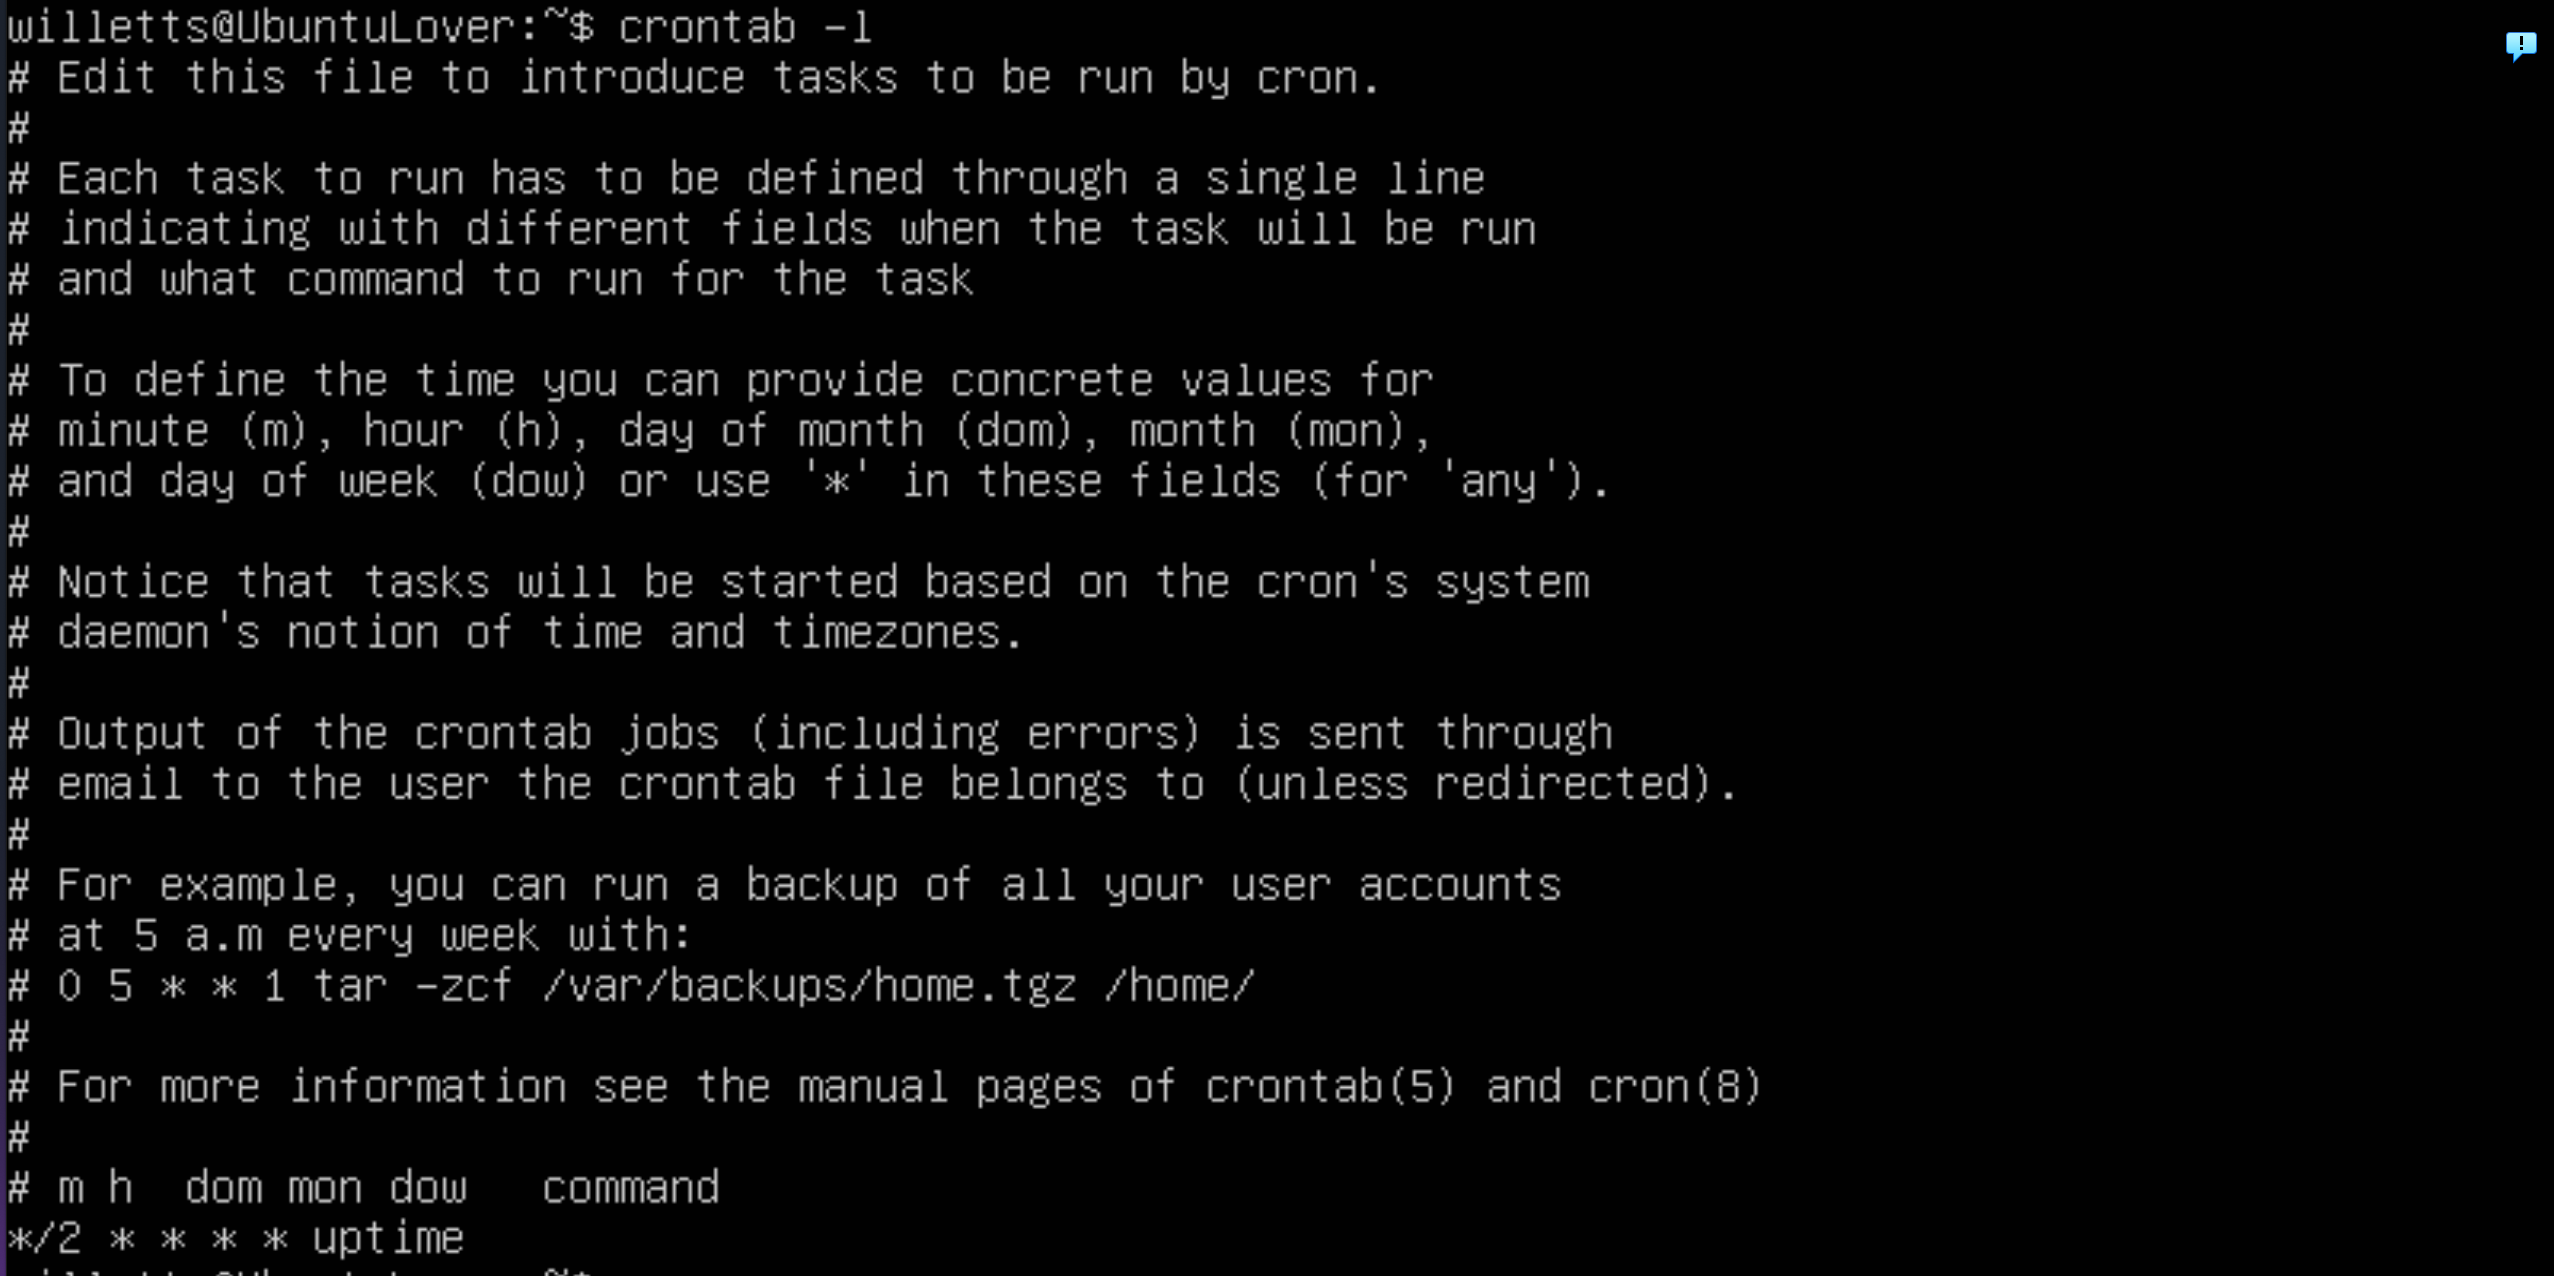 willetts@UbuntuLover:~$ crontab -l
# Edit this file to introduce tasks to be run by cron.
#
# Each task to run has to be defined through a single line
# indicating with different fields when the task will be run
# and what command to run for the task
#
# To define the time you can provide concrete values for
# minute (m), hour (h), day of month (dom), month (mon),
# and day of week (dow) or use '*' in these fields (for 'any').
#
# Notice that tasks will be started based on the cron's system
# daemon's notion of time and timezones.
#
# Output of the crontab jobs (including errors) is sent through
# email to the user the crontab file belongs to (unless redirected).
#
# For example, you can run a backup of all your user accounts
# at 5 a.m every week with:
# 0 5 * * 1 tar -zcf /var/backups/home.tgz /home/
#
# For more information see the manual pages of crontab(5) and cron(8)
#
# m h  dom mon dow   command
*/2 * * * * uptime